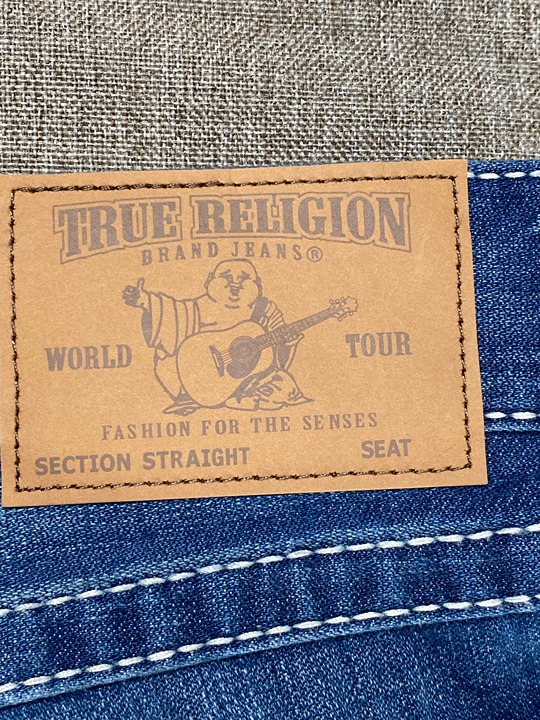 TRUE RELIGION
BRAND JEANS®
WORLD TOUR
FASHION FOR THE SENSES
SECTION STRAIGHT SEAT